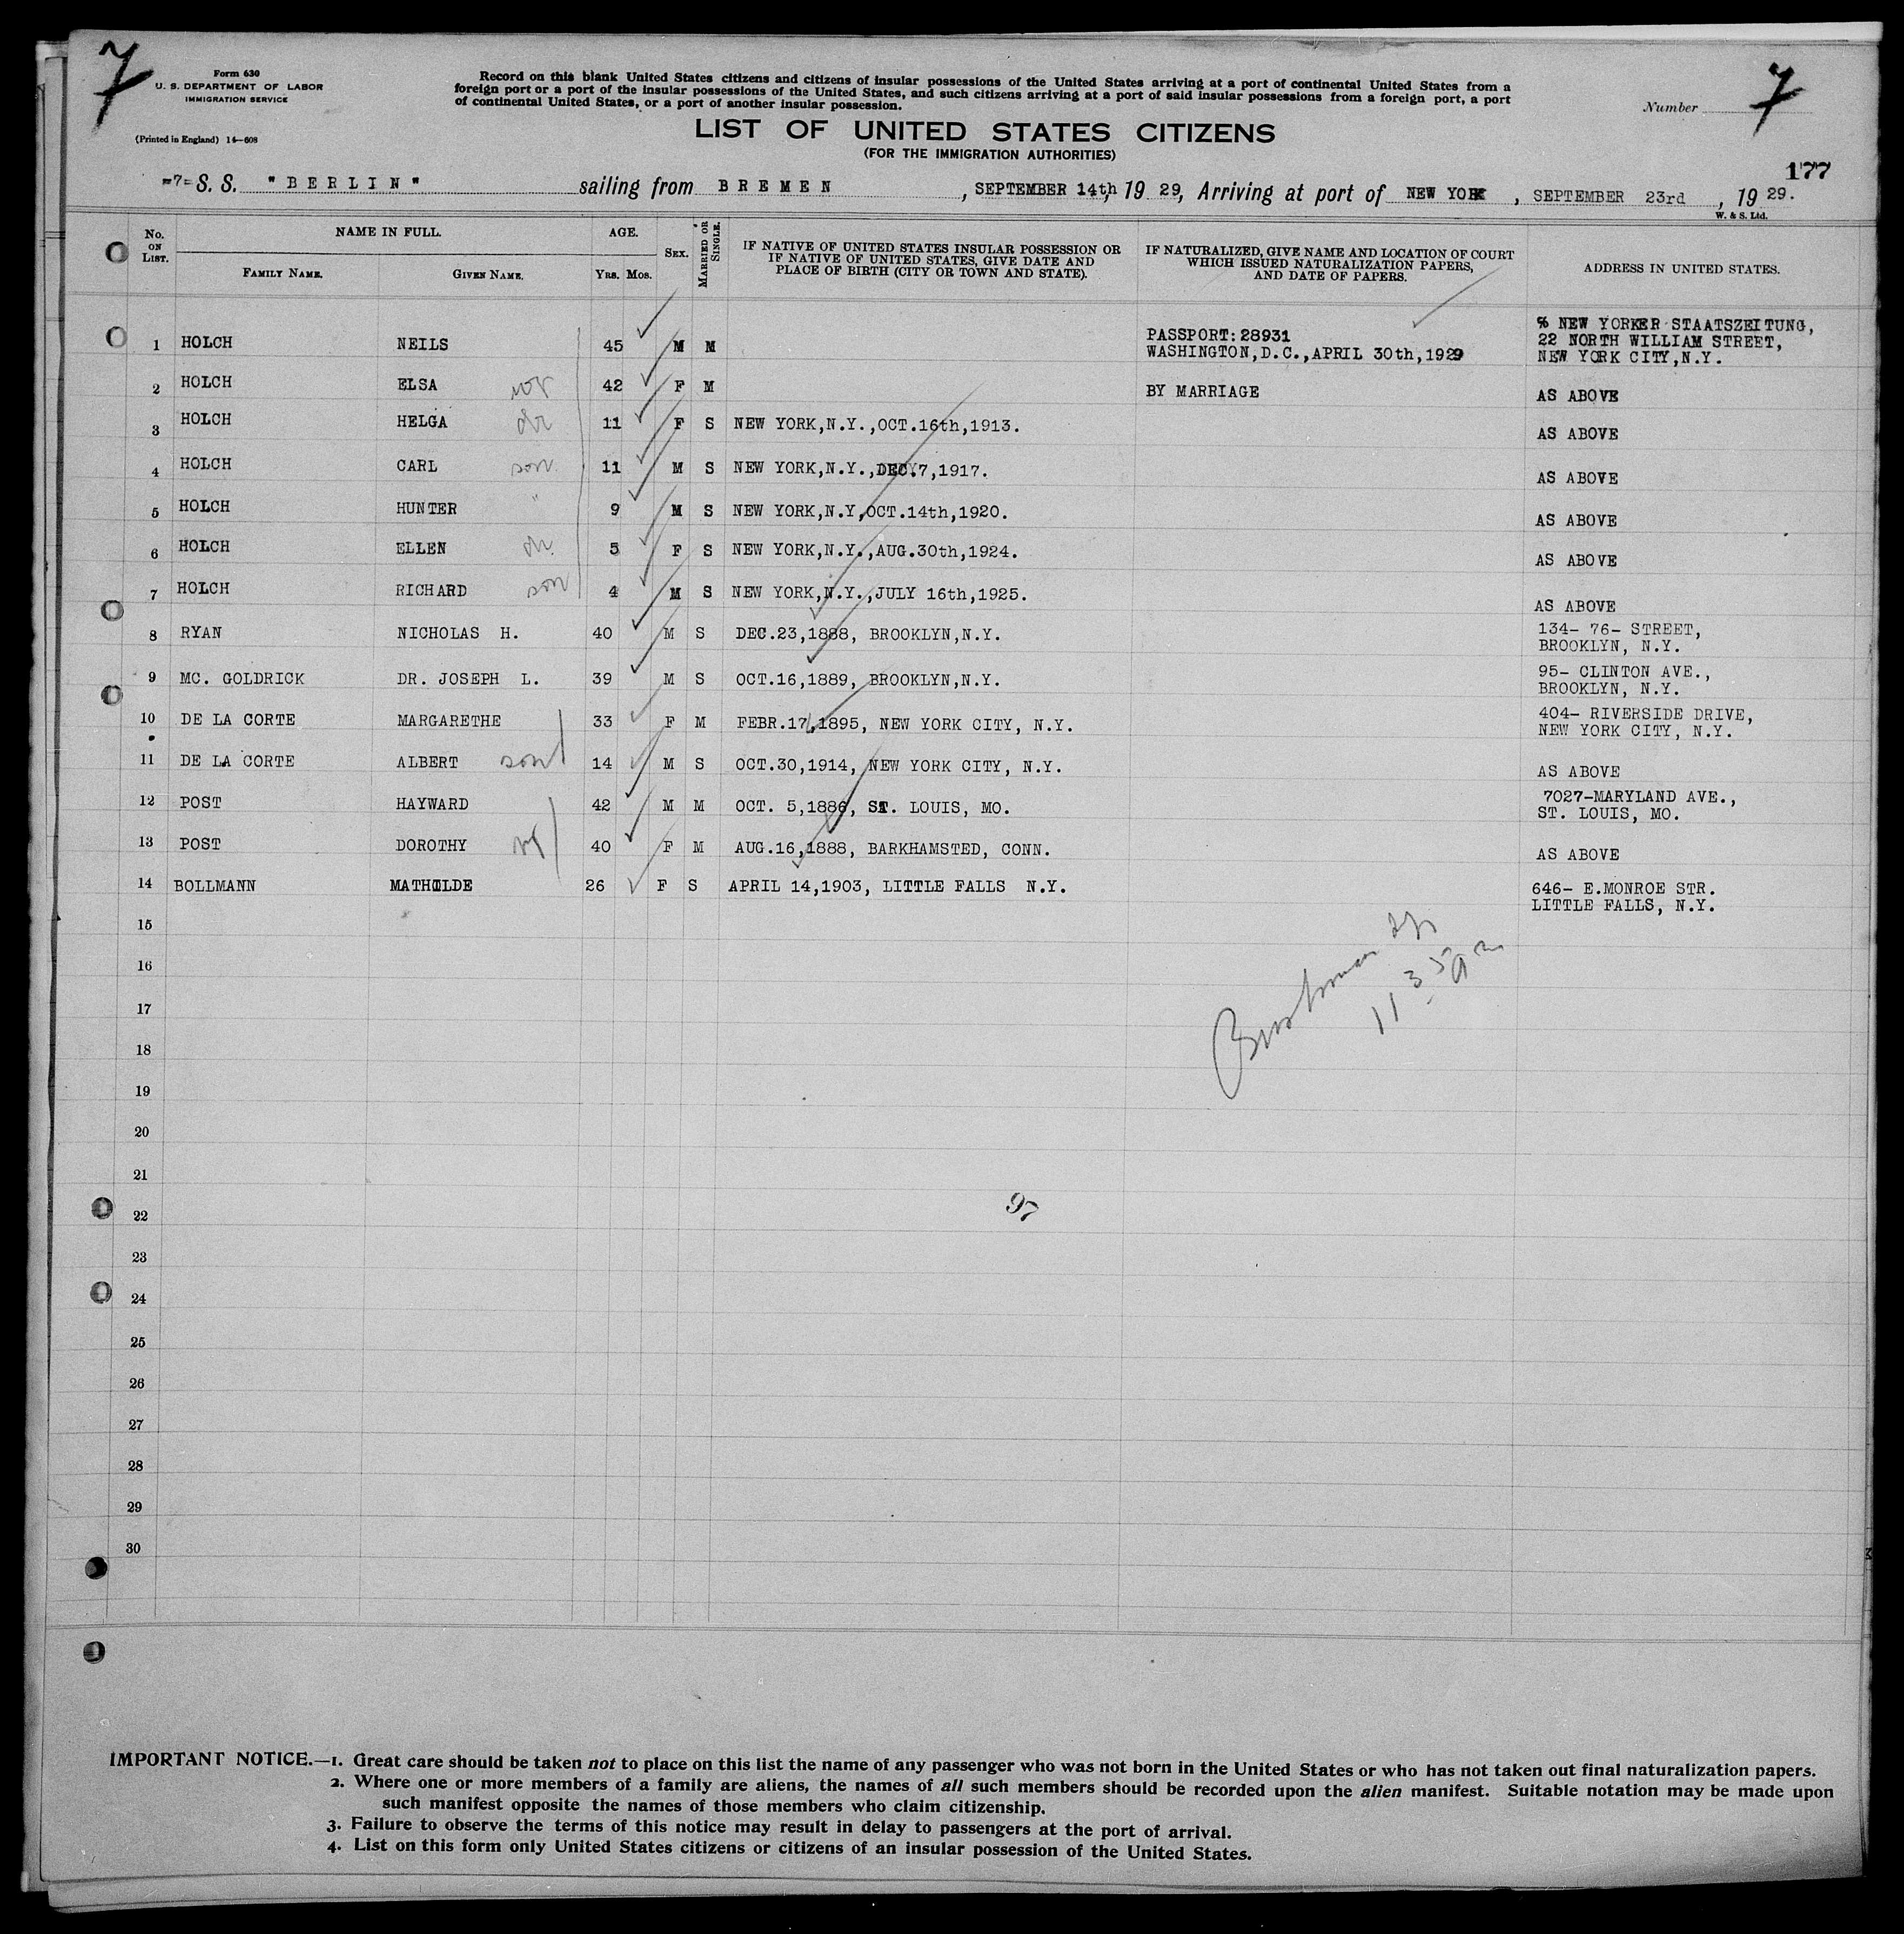 7
Form 630
U. S. DEPARTMENT OF LABOR
IMMIGRATION SERVICE
(Printed in England) 14—608
Record on this blank United States citizens and citizens of insular possessions of the United States arriving at a port of continental United States from a
foreign port or a port of the insular possessions of the United States, and such citizens arriving at a port of said insular possessions from a foreign port, a port
of continental United States, or a port of another insular possession.
Number 7
LIST OF UNITED STATES CITIZENS
(FOR THE IMMIGRATION AUTHORITIES)
177
-7- S. S. "BERLIN" sailing from BREMEN, SEPTEMBER 14th, 19 29, Arriving at port of NEW YORK, SEPTEMBER 23rd, 19 29.
W. & S. Ltd.
No. ON LIST. NAME IN FULL. FAMILY NAME. GIVEN NAME. AGE. YRS. MOS. SEX. MARRIED OR SINGLE. IF NATIVE OF UNITED STATES INSULAR POSSESSION OR IF NATIVE OF UNITED STATES, GIVE DATE AND PLACE OF BIRTH (CITY OR TOWN AND STATE). IF NATURALIZED, GIVE NAME AND LOCATION OF COURT WHICH ISSUED NATURALIZATION PAPERS, AND DATE OF PAPERS. ADDRESS IN UNITED STATES.
1 HOLCH NEILS 45 M M PASSPORT:28931 WASHINGTON,D.C.,APRIL 30th,1929 % NEW YORKER STAATSZEITUNG, 22 NORTH WILLIAM STREET, NEW YORK CITY,N.Y.
2 HOLCH ELSA 42 F M BY MARRIAGE AS ABOVE
3 HOLCH HELGA 11 F S NEW YORK,N.Y.,OCT.16th,1913. AS ABOVE
4 HOLCH CARL son 11 M S NEW YORK,N.Y.,DEC.7,1917. AS ABOVE
5 HOLCH HUNTER " 9 M S NEW YORK,N.Y,OCT.14th,1920. AS ABOVE
6 HOLCH ELLEN 5 F S NEW YORK,N.Y.,AUG.30th,1924. AS ABOVE
7 HOLCH RICHARD son 4 M S NEW YORK,N.Y.,JULY 16th,1925. AS ABOVE
8 RYAN NICHOLAS H. 40 M S DEC.23,1888, BROOKLYN,N.Y. 134- 76- STREET, BROOKLYN, N.Y.
9 MC. GOLDRICK DR. JOSEPH L. 39 M S OCT.16,1889, BROOKLYN,N.Y. 95- CLINTON AVE., BROOKLYN, N.Y.
10 DE LA CORTE MARGARETHE 33 F M FEBR.17,1895, NEW YORK CITY, N.Y. 404- RIVERSIDE DRIVE, NEW YORK CITY, N.Y.
11 DE LA CORTE ALBERT son 14 M S OCT.30,1914, NEW YORK CITY, N.Y. AS ABOVE
12 POST HAYWARD 42 M M OCT. 5,1886, ST. LOUIS, MO. 7027-MARYLAND AVE., ST. LOUIS, MO.
13 POST DOROTHY 40 F M AUG.16,1888, BARKHAMSTED, CONN. AS ABOVE
14 BOLLMANN MATHILDE 26 F S APRIL 14,1903, LITTLE FALLS N.Y. 646- E.MONROE STR. LITTLE FALLS, N.Y.
15
16
17
18
19
20
21
22
97
23
24
25
26
27
28
29
30
IMPORTANT NOTICE.—1. Great care should be taken not to place on this list the name of any passenger who was not born in the United States or who has not taken out final naturalization papers.
2. Where one or more members of a family are aliens, the names of all such members should be recorded upon the alien manifest. Suitable notation may be made upon
such manifest opposite the names of those members who claim citizenship.
3. Failure to observe the terms of this notice may result in delay to passengers at the port of arrival.
4. List on this form only United States citizens or citizens of an insular possession of the United States.